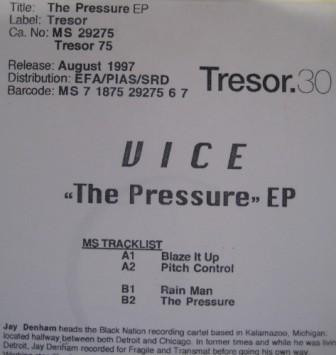 Title: The Pressure EP
Label: Tresor
Ca. No: MS 29275
Tresor 75
Release: August 1997
Distribution: EFA/PIAS/SRD
Barcode: MS 7 1875 29275 6 7
Tresor.30
VICE
“The Pressure” EP
MS TRACKLIST
A1 Blaze It Up
A2 Pitch Control
B1 Rain Man
B2 The Pressure
Jay Denham heads the Black Nation recording cartel based in Kalamazoo, Michigan.
located halfway between both Detroit and Chicago. In former times and while he was livin
Detroit, Jay Denham recorded for Fragile and Transmat before going his own way